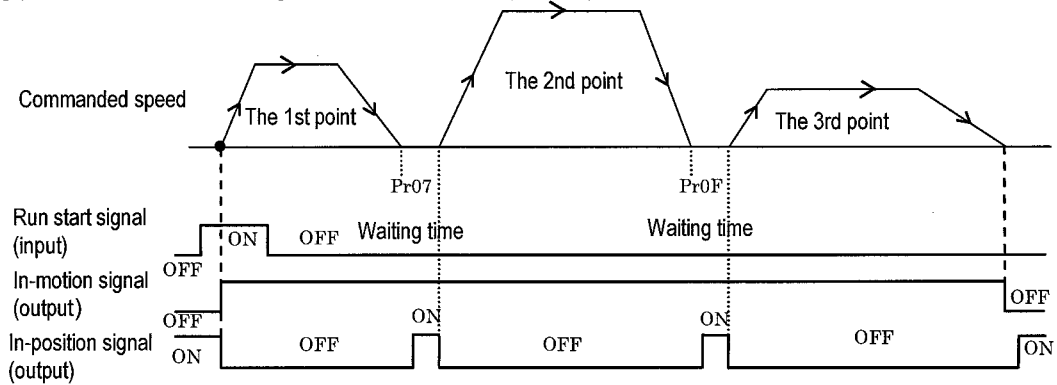 The 2nd point
Commanded speed
The 1st point
The 3rd point
Pr07
Pr0F
Run start signal
(input)
ON
OFF
Waiting time
Waiting time
OFF
In-motion signal
(output)
OFF
OFF
In-position signal
(output)
ON
OFF
ON
OFF
ON
OFF
ON